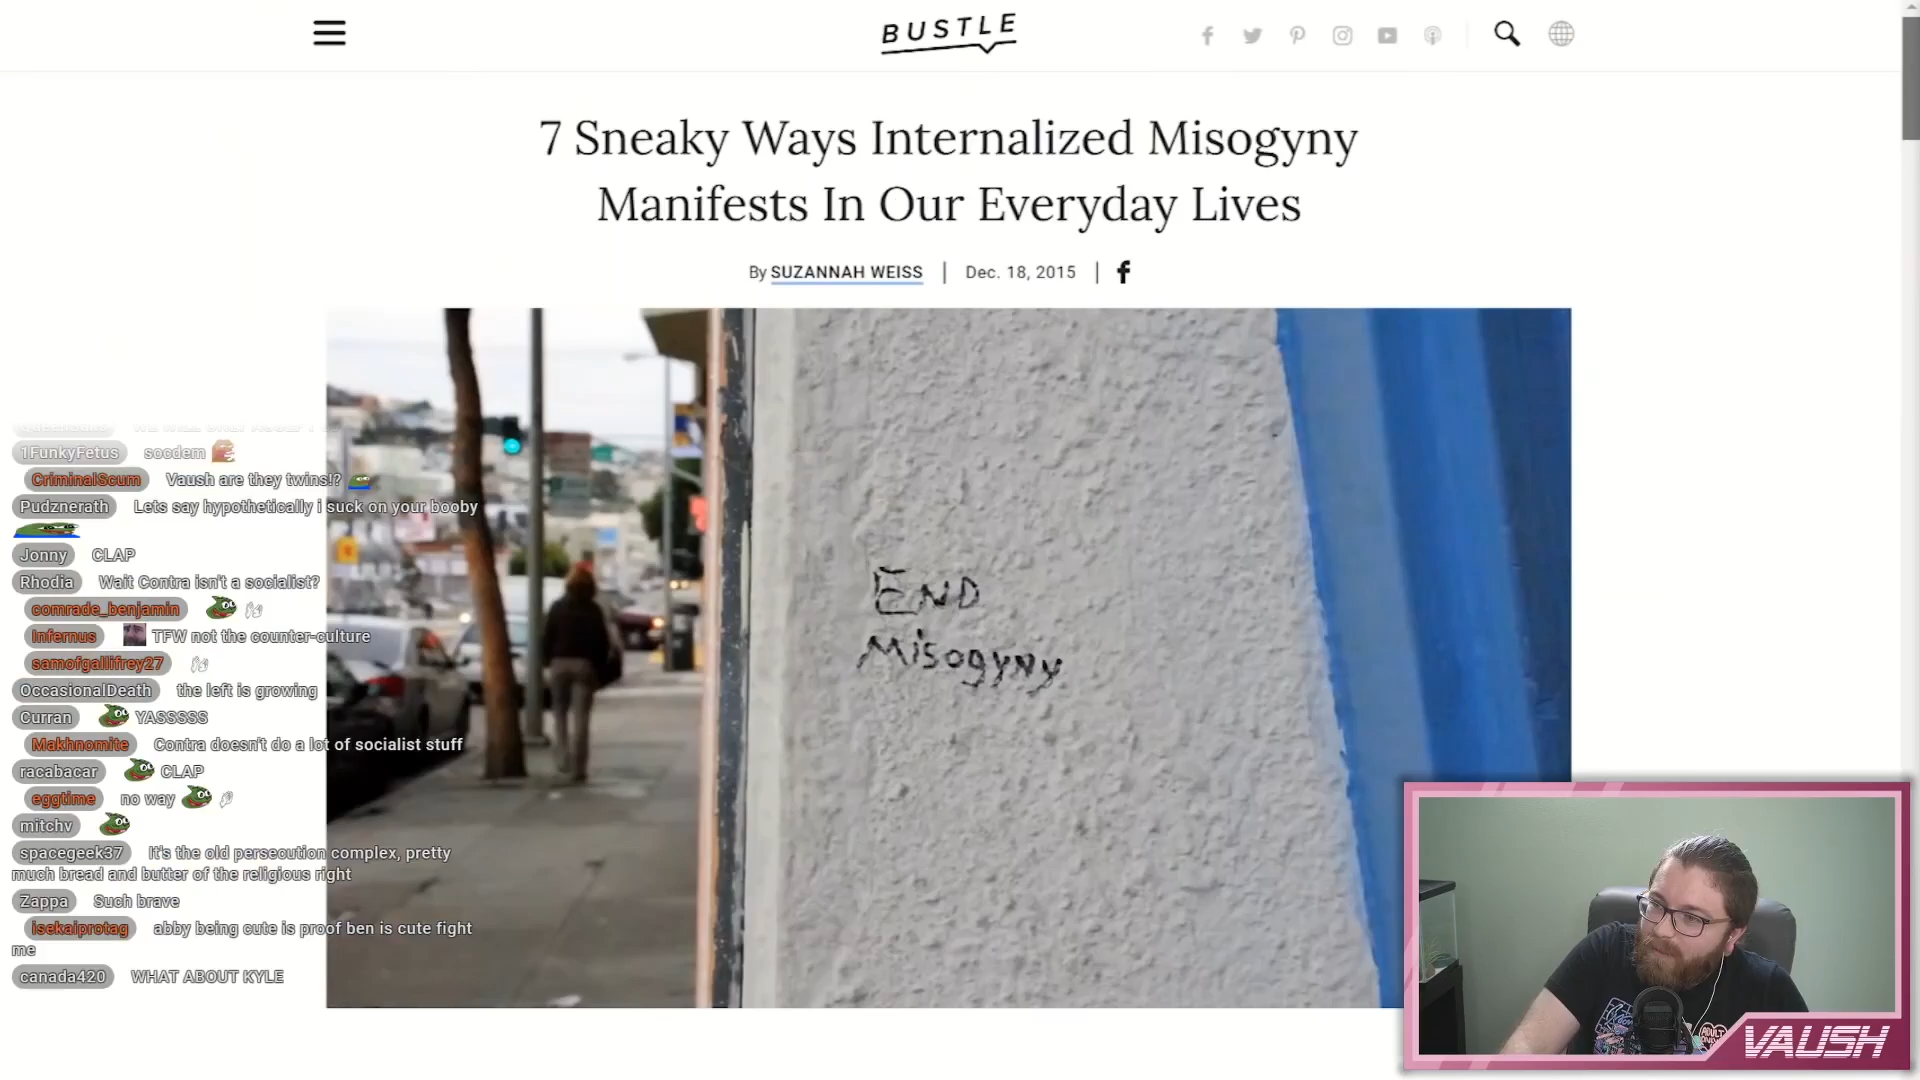 BUSTLE
7 Sneaky Ways Internalized Misogyny
Manifests In Our Everyday Lives
By SUZANNAH WEISS | Dec. 18, 2015 |
END
Misogyny
1FunkyFetus socdem
CriminalScum Vaush are they twins!?
Pudznerath Lets say hypothetically i suck on your booby
Jonny CLAP
Rhodia Wait Contra isn't a socialist?
comrade_benjamin
Infernus TFW not the counter-culture
samofgallifrey27
OccasionalDeath the left is growing
Curran YASSSSS
Makhnomite Contra doesn't do a lot of socialist stuff
racabacar CLAP
eggtime no way
mitchv
spacegeek37 It's the old persecution complex, pretty
much bread and butter of the religious right
Zappa Such brave
isekaiprotag abby being cute is proof ben is cute fight
me
canada420 WHAT ABOUT KYLE
VAUSH